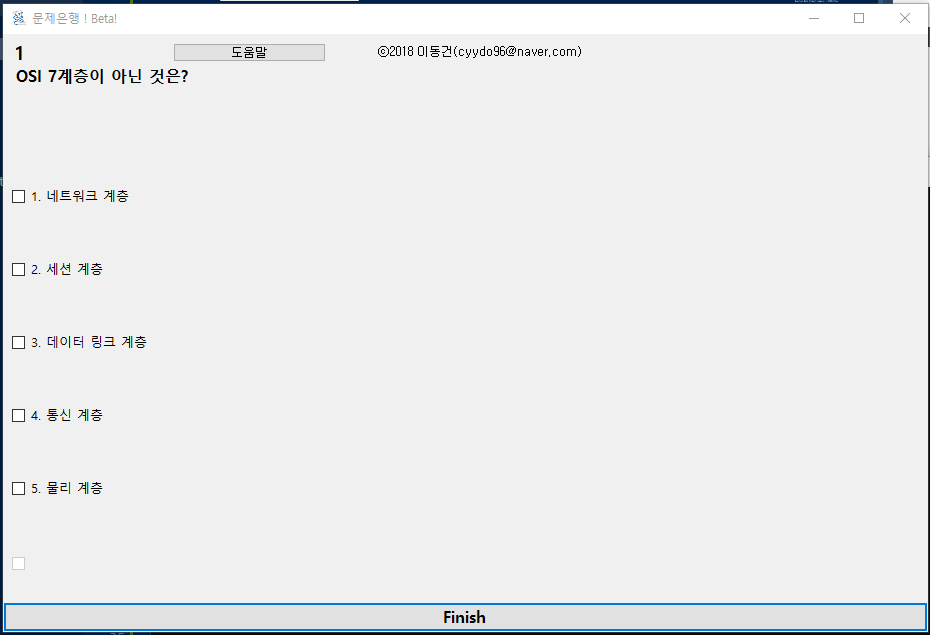 문제은행 ! Beta!
1
도움말
ⓒ2018 이동건(cyydo96@naver.com)
OSI 7계층이 아닌 것은?
1. 네트워크 계층
2. 세션 계층
3. 데이터 링크 계층
4. 통신 계층
5. 물리 계층
Finish